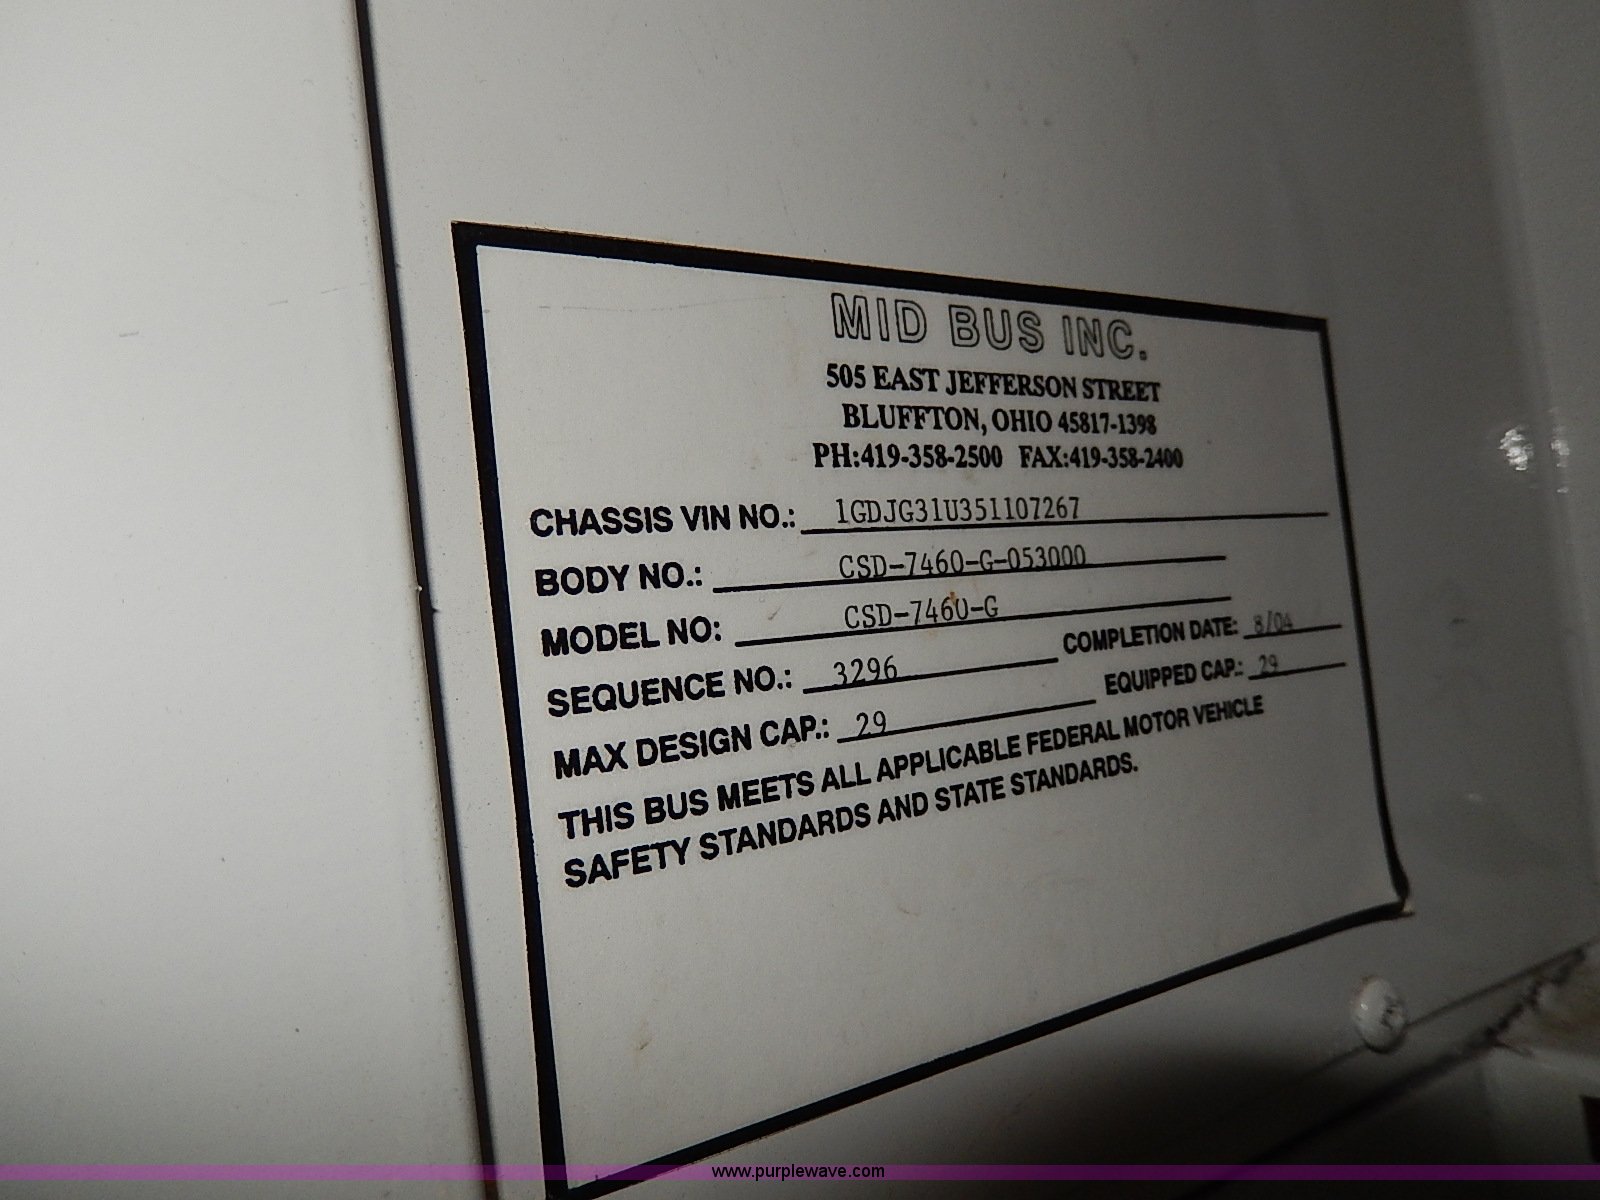 MID BUS INC.
505 EAST JEFFERSON STREET
BLUFFTON, OHIO 45817-1398
PH:419-358-2500 FAX:419-358-2400
CHASSIS VIN NO.: 1GDJG31U351107267
BODY NO.: CSD-7460-G-053000
MODEL NO: CSD-7460-G
SEQUENCE NO.: 3296 COMPLETION DATE: 8/04
MAX DESIGN CAP.: 29 EQUIPPED CAP.: 29
THIS BUS MEETS ALL APPLICABLE FEDERAL MOTOR VEHICLE
SAFETY STANDARDS AND STATE STANDARDS.
www.purplewave.com